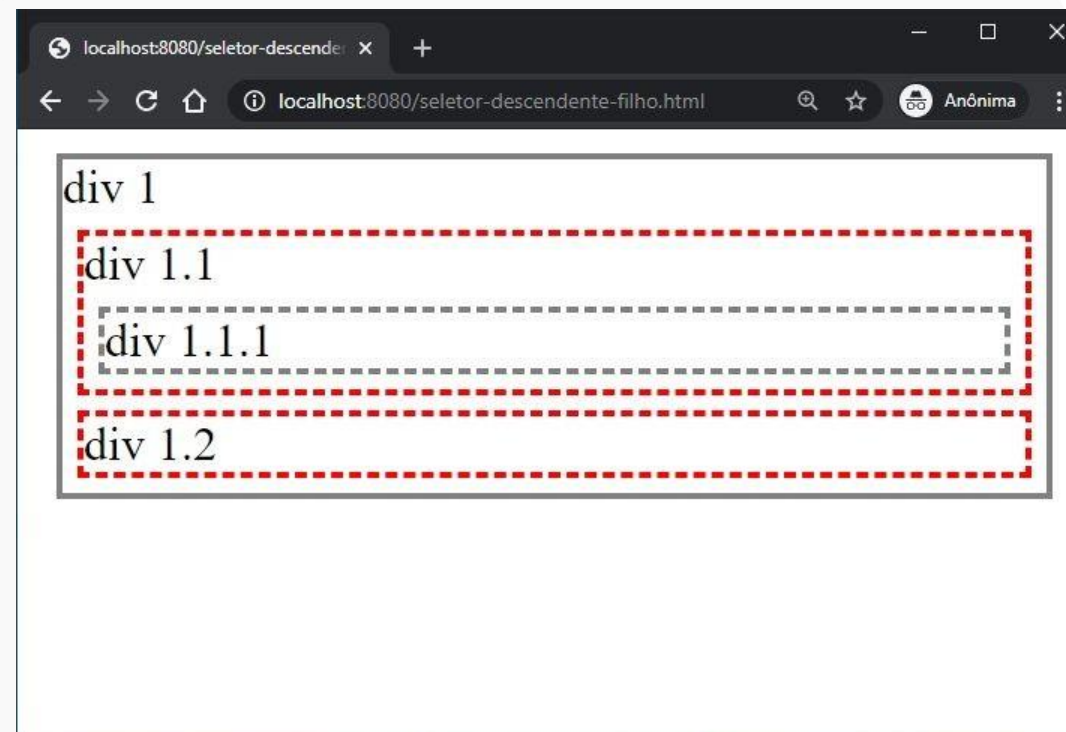 localhost:8080/seletor-descende
localhost:8080/seletor-descendente-filho.html
Anônima
div 1
div 1.1
div 1.1.1
div 1.2